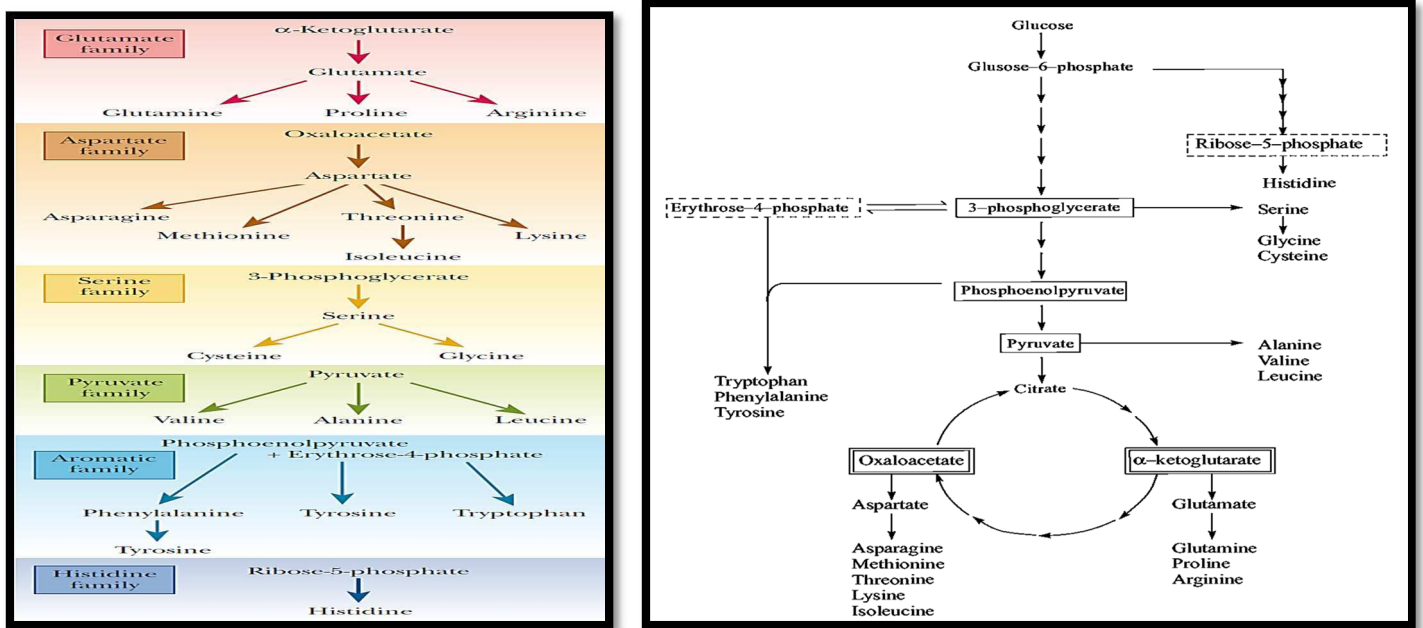 Glutamate
family
α-Ketoglutarate
Glutamate
Glutamine Proline Arginine
Aspartate
family
Oxaloacetate
Aspartate
Asparagine Threonine
Methionine Lysine
Isoleucine
Serine
family
3-Phosphoglycerate
Serine
Cysteine Glycine
Pyruvate
family
Pyruvate
Valine Alanine Leucine
Aromatic
family
Phosphoenolpyruvate
+ Erythrose-4-phosphate
Phenylalanine Tyrosine Tryptophan
Tyrosine
Histidine
family
Ribose-5-phosphate
Histidine
Glucose
Glusose-6-phosphate
Ribose-5-phosphate
Histidine
Erythrose-4-phosphate 3-phosphoglycerate Serine
Glycine
Cysteine
Phosphoenolpyruvate
Pyruvate Alanine
Valine
Leucine
Tryptophan
Phenylalanine
Tyrosine
Citrate
Oxaloacetate α-ketoglutarate
Aspartate Glutamate
Asparagine Glutamine
Methionine Proline
Threonine Arginine
Lysine
Isoleucine